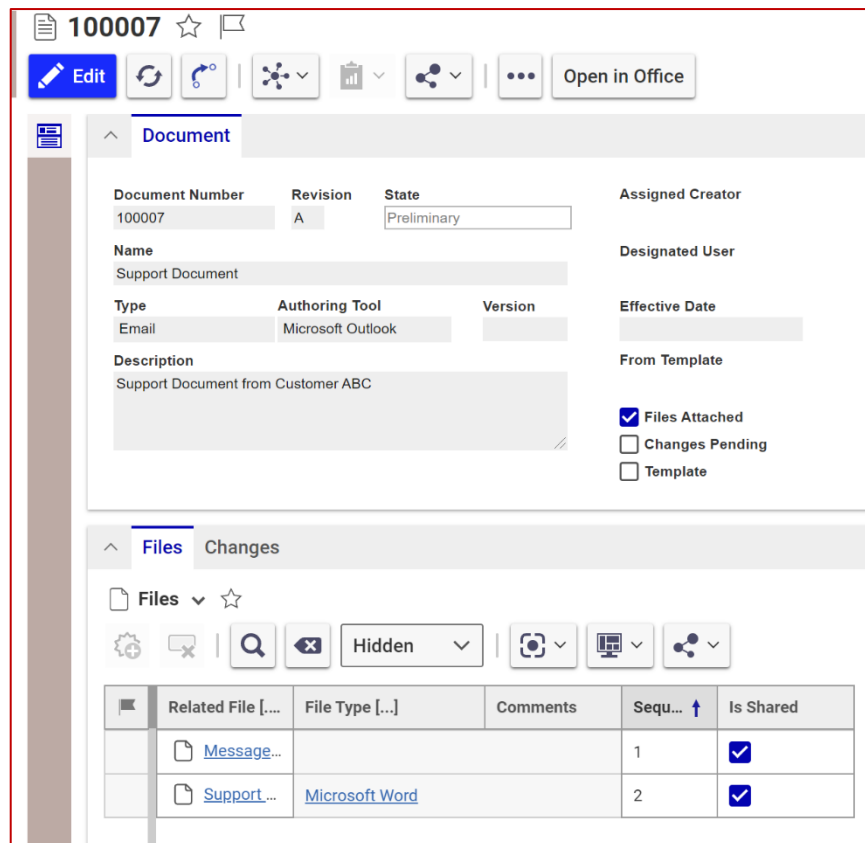 100007
Edit
Open in Office
Document
Document Number Revision State Assigned Creator
100007 A Preliminary
Name Designated User
Support Document
Type Authoring Tool Version Effective Date
Email Microsoft Outlook
Description From Template
Support Document from Customer ABC
Files Attached
Changes Pending
Template
Files Changes
Files
Hidden
Related File [.... File Type [...] Comments Sequ... Is Shared
Message... 1
Support ... Microsoft Word 2